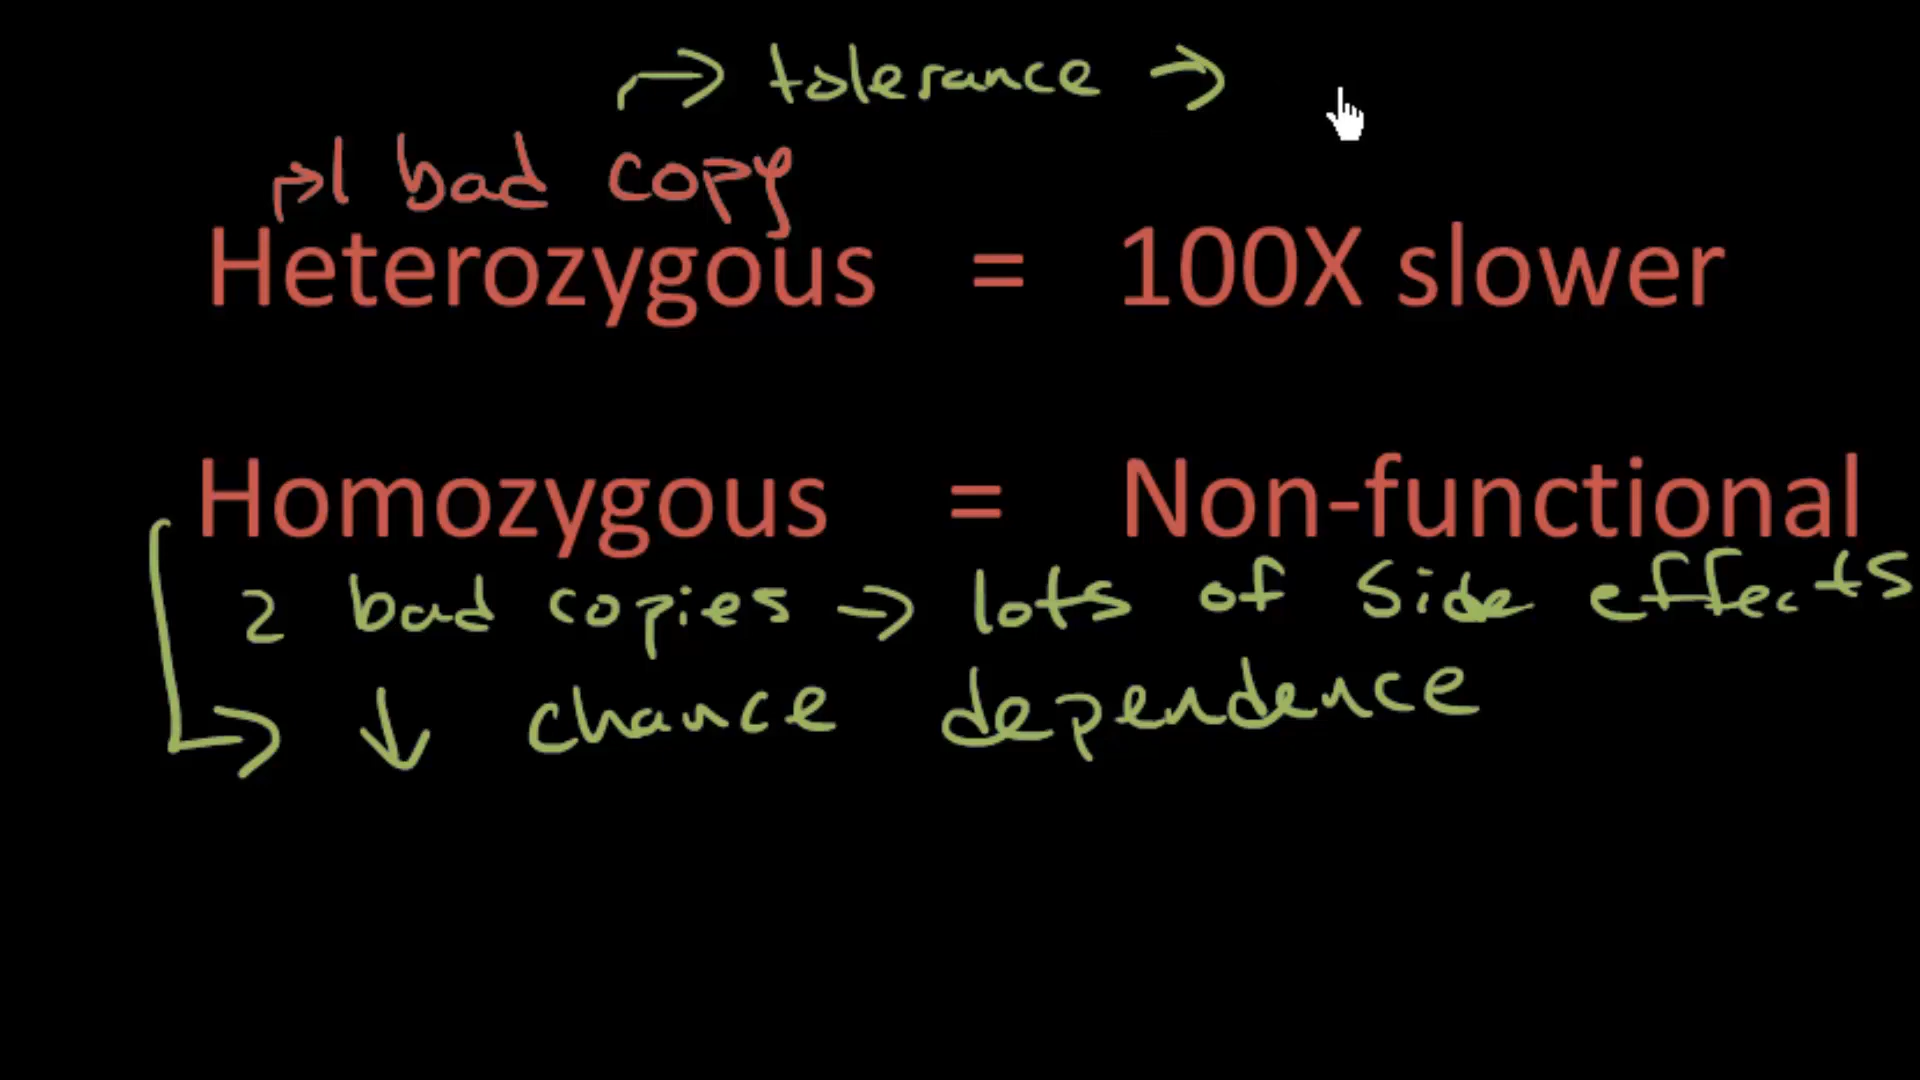 → tolerance →
→ 1 bad copy
Heterozygous = 100X slower
Homozygous = Non-functional
2 bad copies → lots of side effects
→ ↓ chance dependence